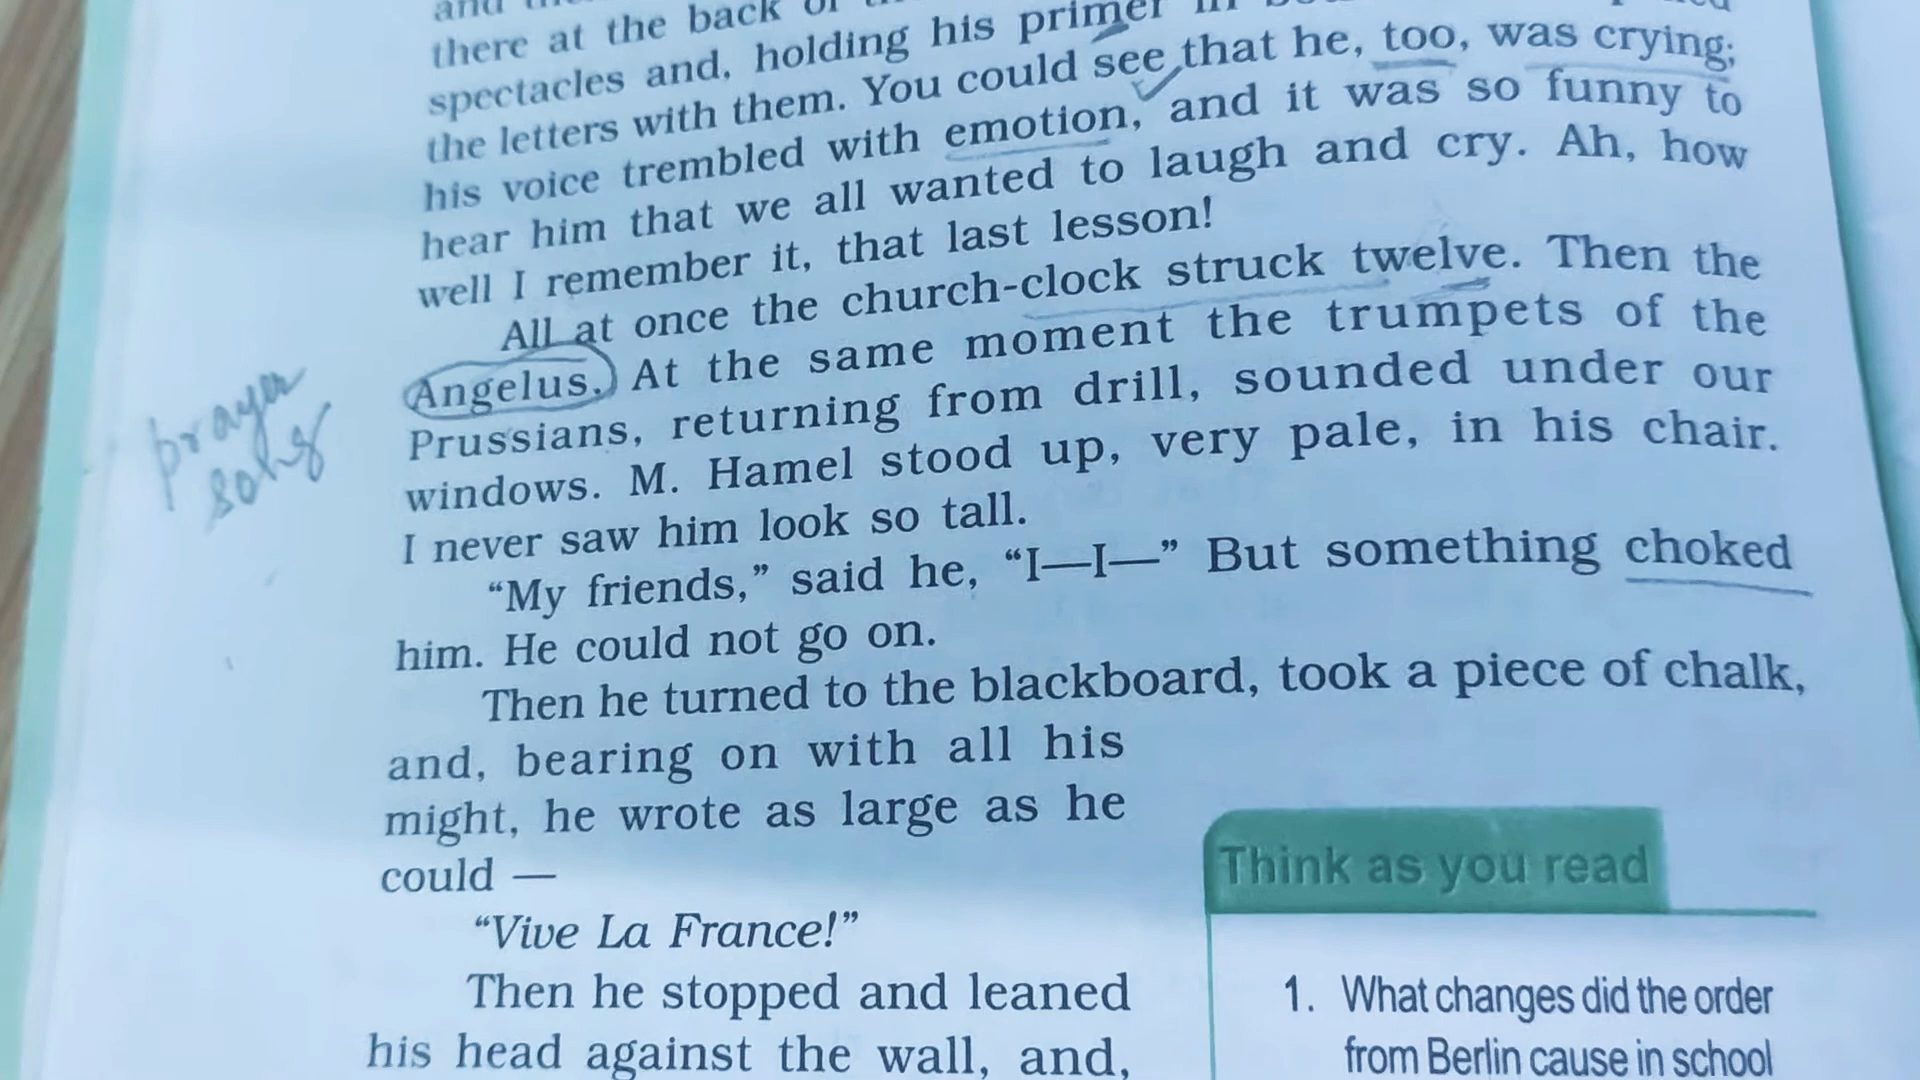 there at the back of
spectacles and, holding his primer in
the letters with them. You could see that he, too, was crying;
his voice trembled with emotion, and it was so funny to
hear him that we all wanted to laugh and cry. Ah, how
well I remember it, that last lesson!
All at once the church-clock struck twelve. Then the
Angelus. At the same moment the trumpets of the
Prussians, returning from drill, sounded under our
windows. M. Hamel stood up, very pale, in his chair.
I never saw him look so tall.
“My friends,” said he, “I—I—” But something choked
him. He could not go on.
Then he turned to the blackboard, took a piece of chalk,
and, bearing on with all his
might, he wrote as large as he
could —
“Vive La France!”
Then he stopped and leaned
his head against the wall, and,
prayer
song
Think as you read
1. What changes did the order
from Berlin cause in school